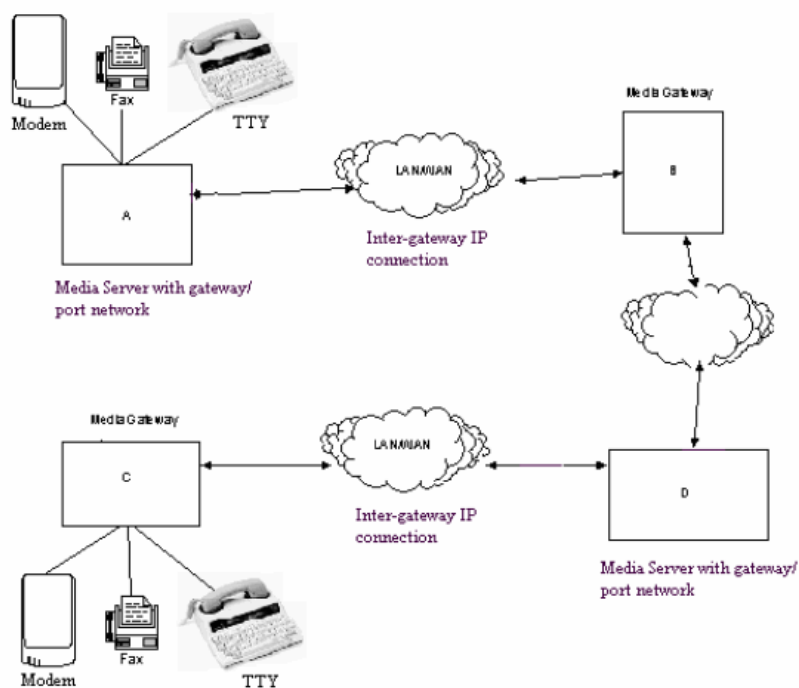 Fax
Modem
TTY
Media Gateway
A
LAN/WAN
B
Inter-gateway IP
connection
Media Server with gateway/
port network
Media Gateway
C
LAN/WAN
D
Inter-gateway IP
connection
Media Server with gateway/
port network
Fax
Modem
TTY